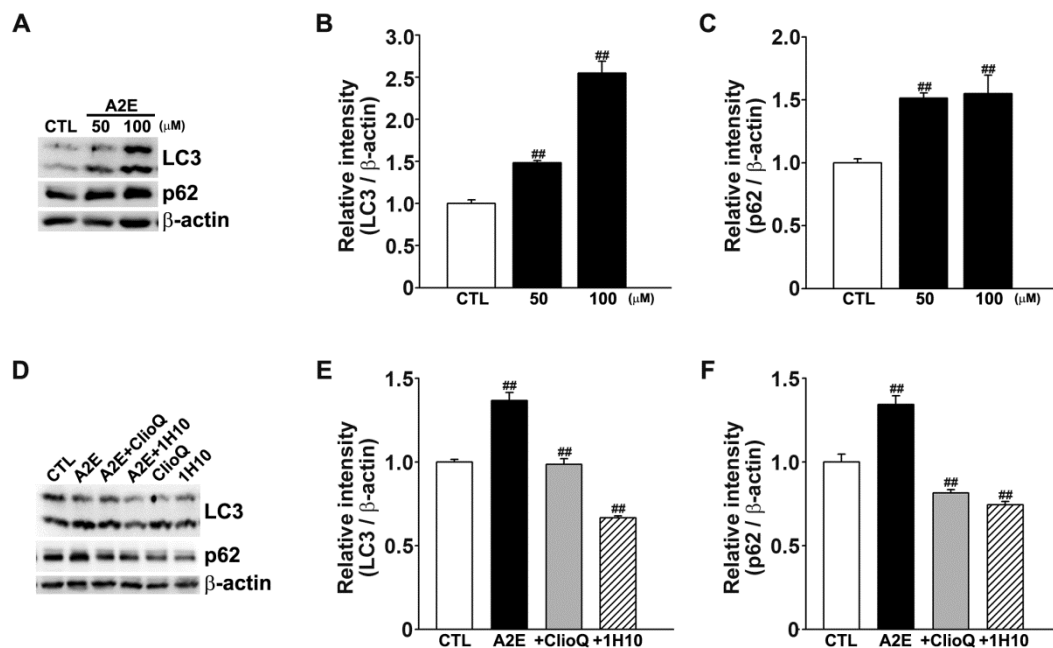 A
A2E
CTL 50 100 (μM)
LC3
p62
β-actin
B
Relative intensity
(LC3 / β-actin)
3.0
2.5
2.0
1.5
1.0
0.5
0
##
##
CTL 50 100 (μM)
C
Relative intensity
(p62 / β-actin)
2.0
1.5
1.0
0.5
0
##
##
CTL 50 100 (μM)
D
CTL
A2E
A2E+ClioQ
A2E+1H10
ClioQ
1H10
LC3
p62
β-actin
E
Relative intensity
(LC3 / β-actin)
1.5
1.0
0.5
0
##
##
##
CTL A2E +ClioQ +1H10
F
Relative intensity
(p62 / β-actin)
1.5
1.0
0.5
0
##
##
##
CTL A2E +ClioQ +1H10